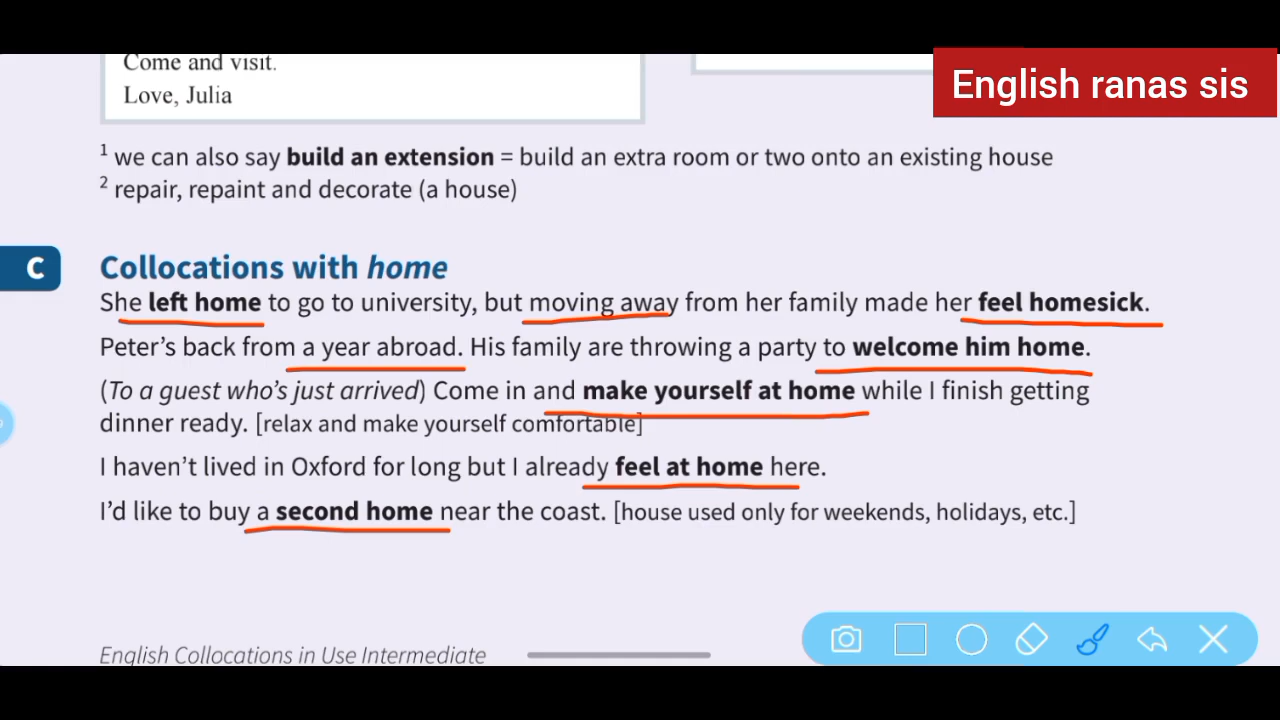 Come and visit.
Love, Julia
English ranas sis
1 we can also say build an extension = build an extra room or two onto an existing house
2 repair, repaint and decorate (a house)
C
Collocations with home
She left home to go to university, but moving away from her family made her feel homesick.
Peter's back from a year abroad. His family are throwing a party to welcome him home.
(To a guest who's just arrived) Come in and make yourself at home while I finish getting
dinner ready. [relax and make yourself comfortable]
I haven't lived in Oxford for long but I already feel at home here.
I'd like to buy a second home near the coast. [house used only for weekends, holidays, etc.]
English Collocations in Use Intermediate